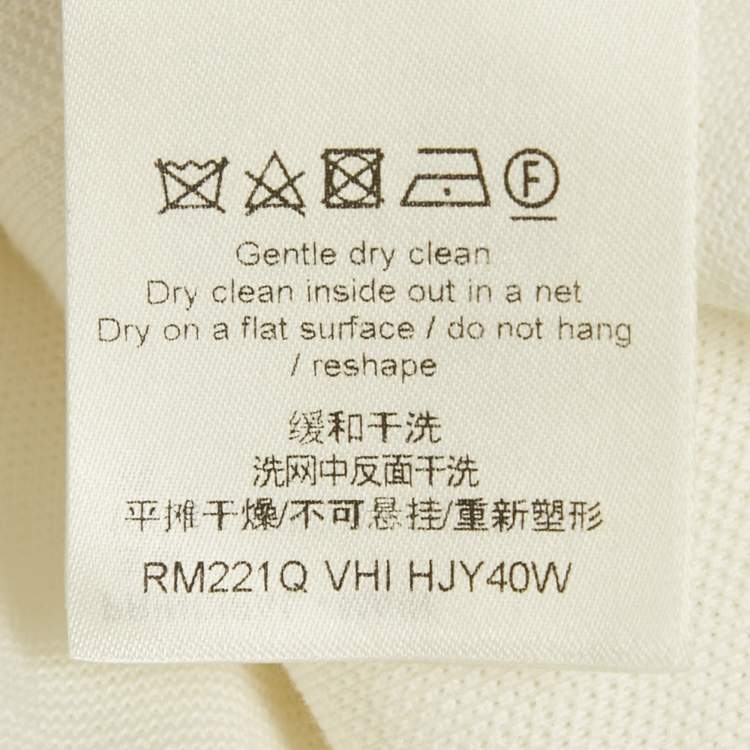 F
Gentle dry clean
Dry clean inside out in a net
Dry on a flat surface / do not hang
/ reshape
缓和干洗
洗网中反面干洗
平摊干燥/不可悬挂/重新塑形
RM221Q VHI HJY40W